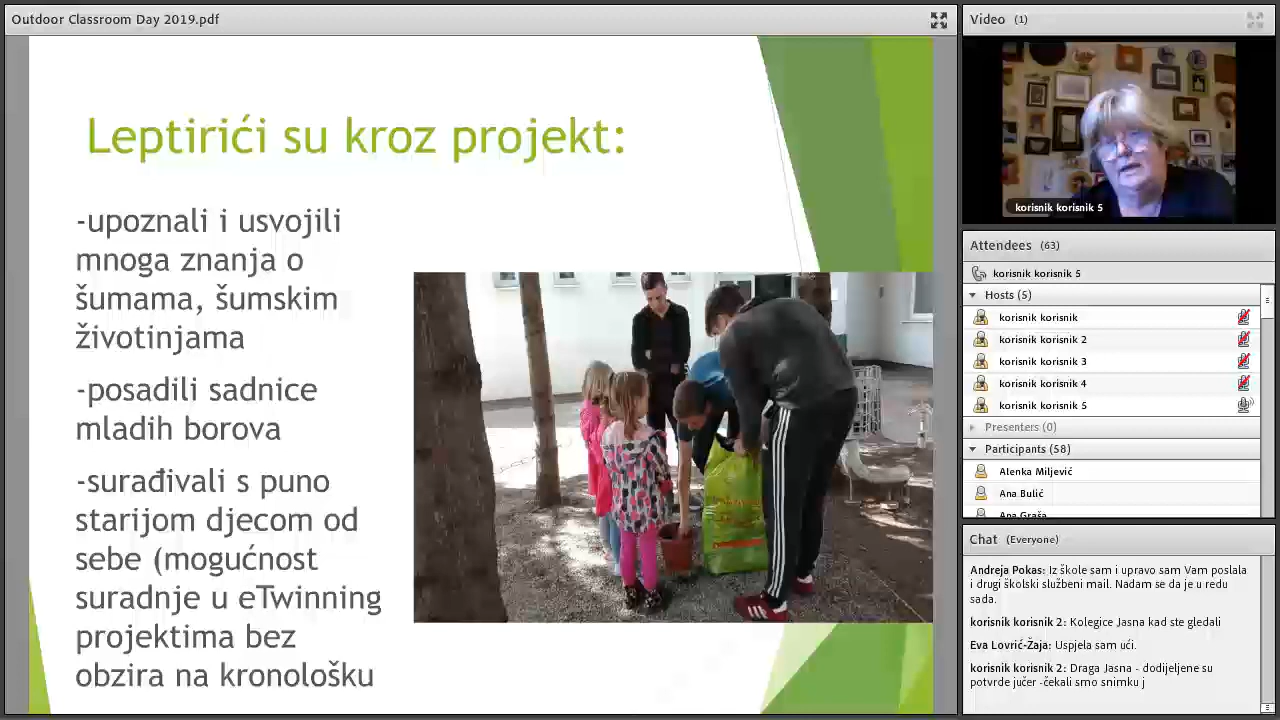 Outdoor Classroom Day 2019.pdf
Leptirići su kroz projekt:
-upoznali i usvojili
mnoga znanja o
šumama, šumskim
životinjama
-posadili sadnice
mladih borova
-surađivali s puno
starijom djecom od
sebe (mogućnost
suradnje u eTwinning
projektima bez
obzira na kronološku
Video (1)
korisnik korisnik 5
Attendees (63)
korisnik korisnik 5
Hosts (5)
korisnik korisnik
korisnik korisnik 2
korisnik korisnik 3
korisnik korisnik 4
korisnik korisnik 5
Presenters (0)
Participants (58)
Alenka Miljević
Ana Bulić
Ana Graša
Chat (Everyone)
Andreja Pokas: Iz škole sam i upravo sam Vam poslala
i drugi školski službeni mail. Nadam se da je u redu
sada.
korisnik korisnik 2: Kolegice Jasna kad ste gledali
Eva Lovrić-Žaja: Uspjela sam ući.
korisnik korisnik 2: Draga Jasna - dodijeljene su
potvrde jučer -čekali smo snimku j